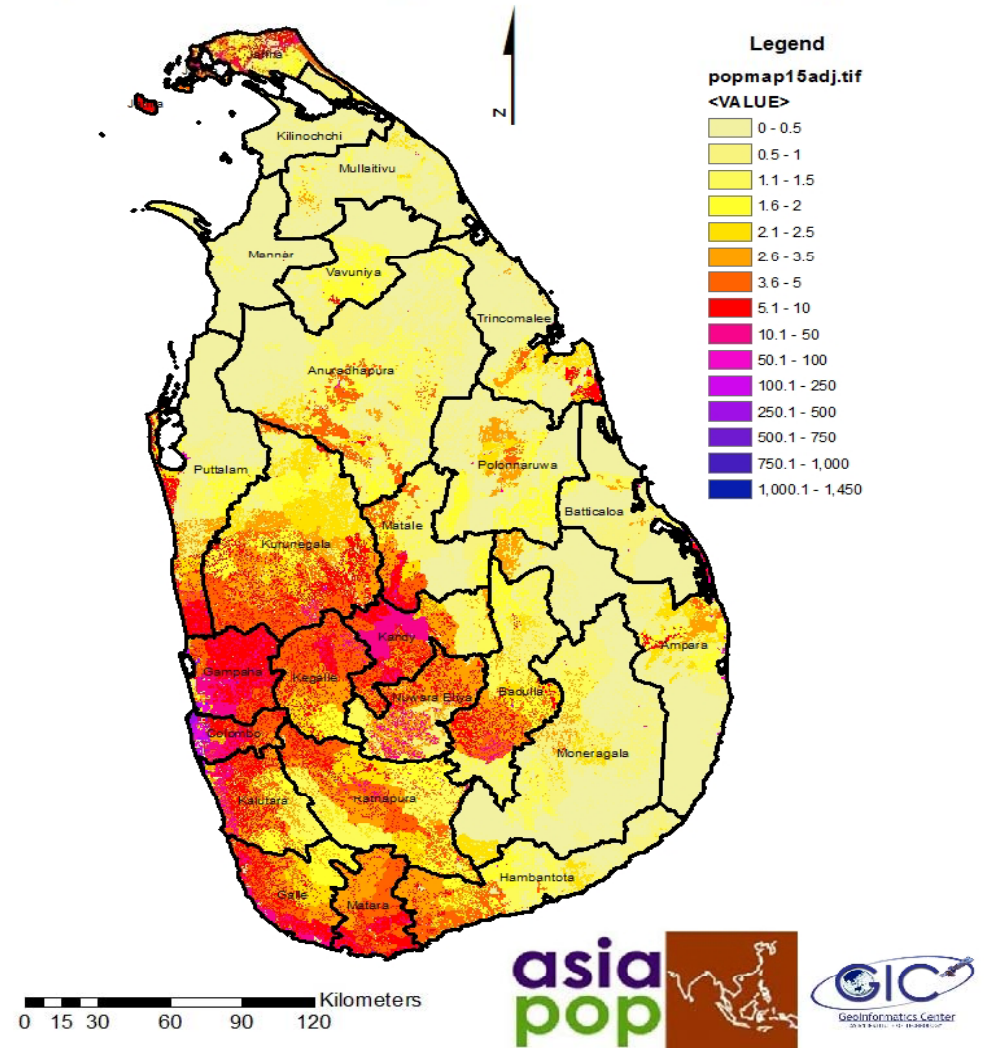 Legend
popmap15adj.tif
<VALUE>
0 - 0.5
0.5 - 1
1.1 - 1.5
1.6 - 2
2.1 - 2.5
2.6 - 3.5
3.6 - 5
5.1 - 10
10.1 - 50
50.1 - 100
100.1 - 250
250.1 - 500
500.1 - 750
750.1 - 1,000
1,000.1 - 1,450
N
Jaffna
Kilinochchi
Mullaitivu
Mannar
Vavuniya
Trincomalee
Anuradhapura
Polonnaruwa
Puttalam
Batticaloa
Matale
Kurunegala
Kandy
Ampara
Gampaha
Kegalle
Nuwara Eliya
Badulla
Colombo
Moneragala
Kalutara
Ratnapura
Hambantota
Galle
Matara
Kilometers
0 15 30 60 90 120
asia
pop
GIC
GeoInformatics Center